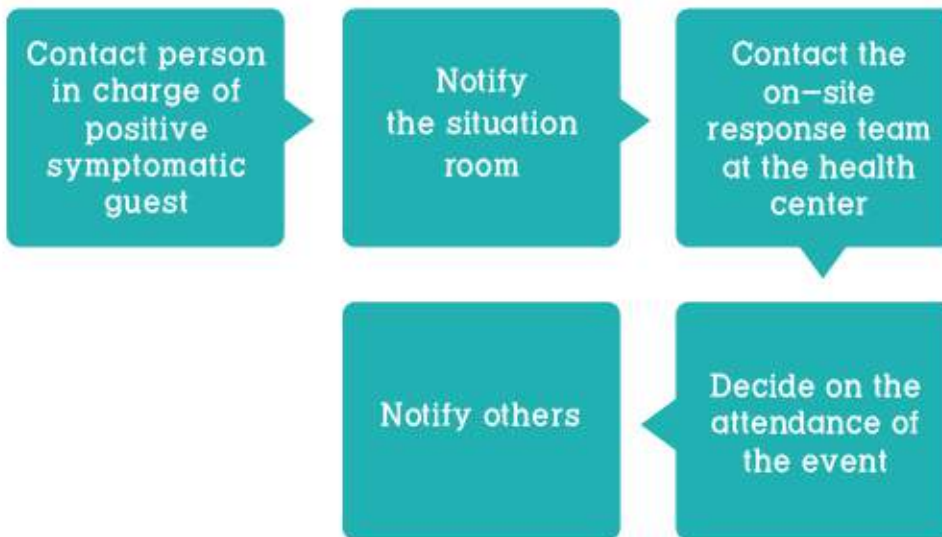 Contact person
in charge of
positive
symptomatic
guest
Notify
the situation
room
Contact the
on-site
response team
at the health
center
Decide on the
attendance of
the event
Notify others